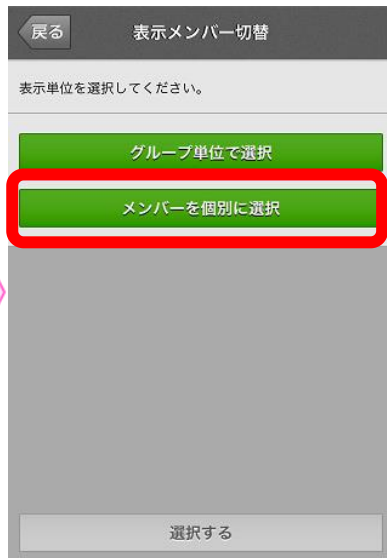 戻る
表示メンバー切替
表示単位を選択してください。
グループ単位で選択
メンバーを個別に選択
選択する